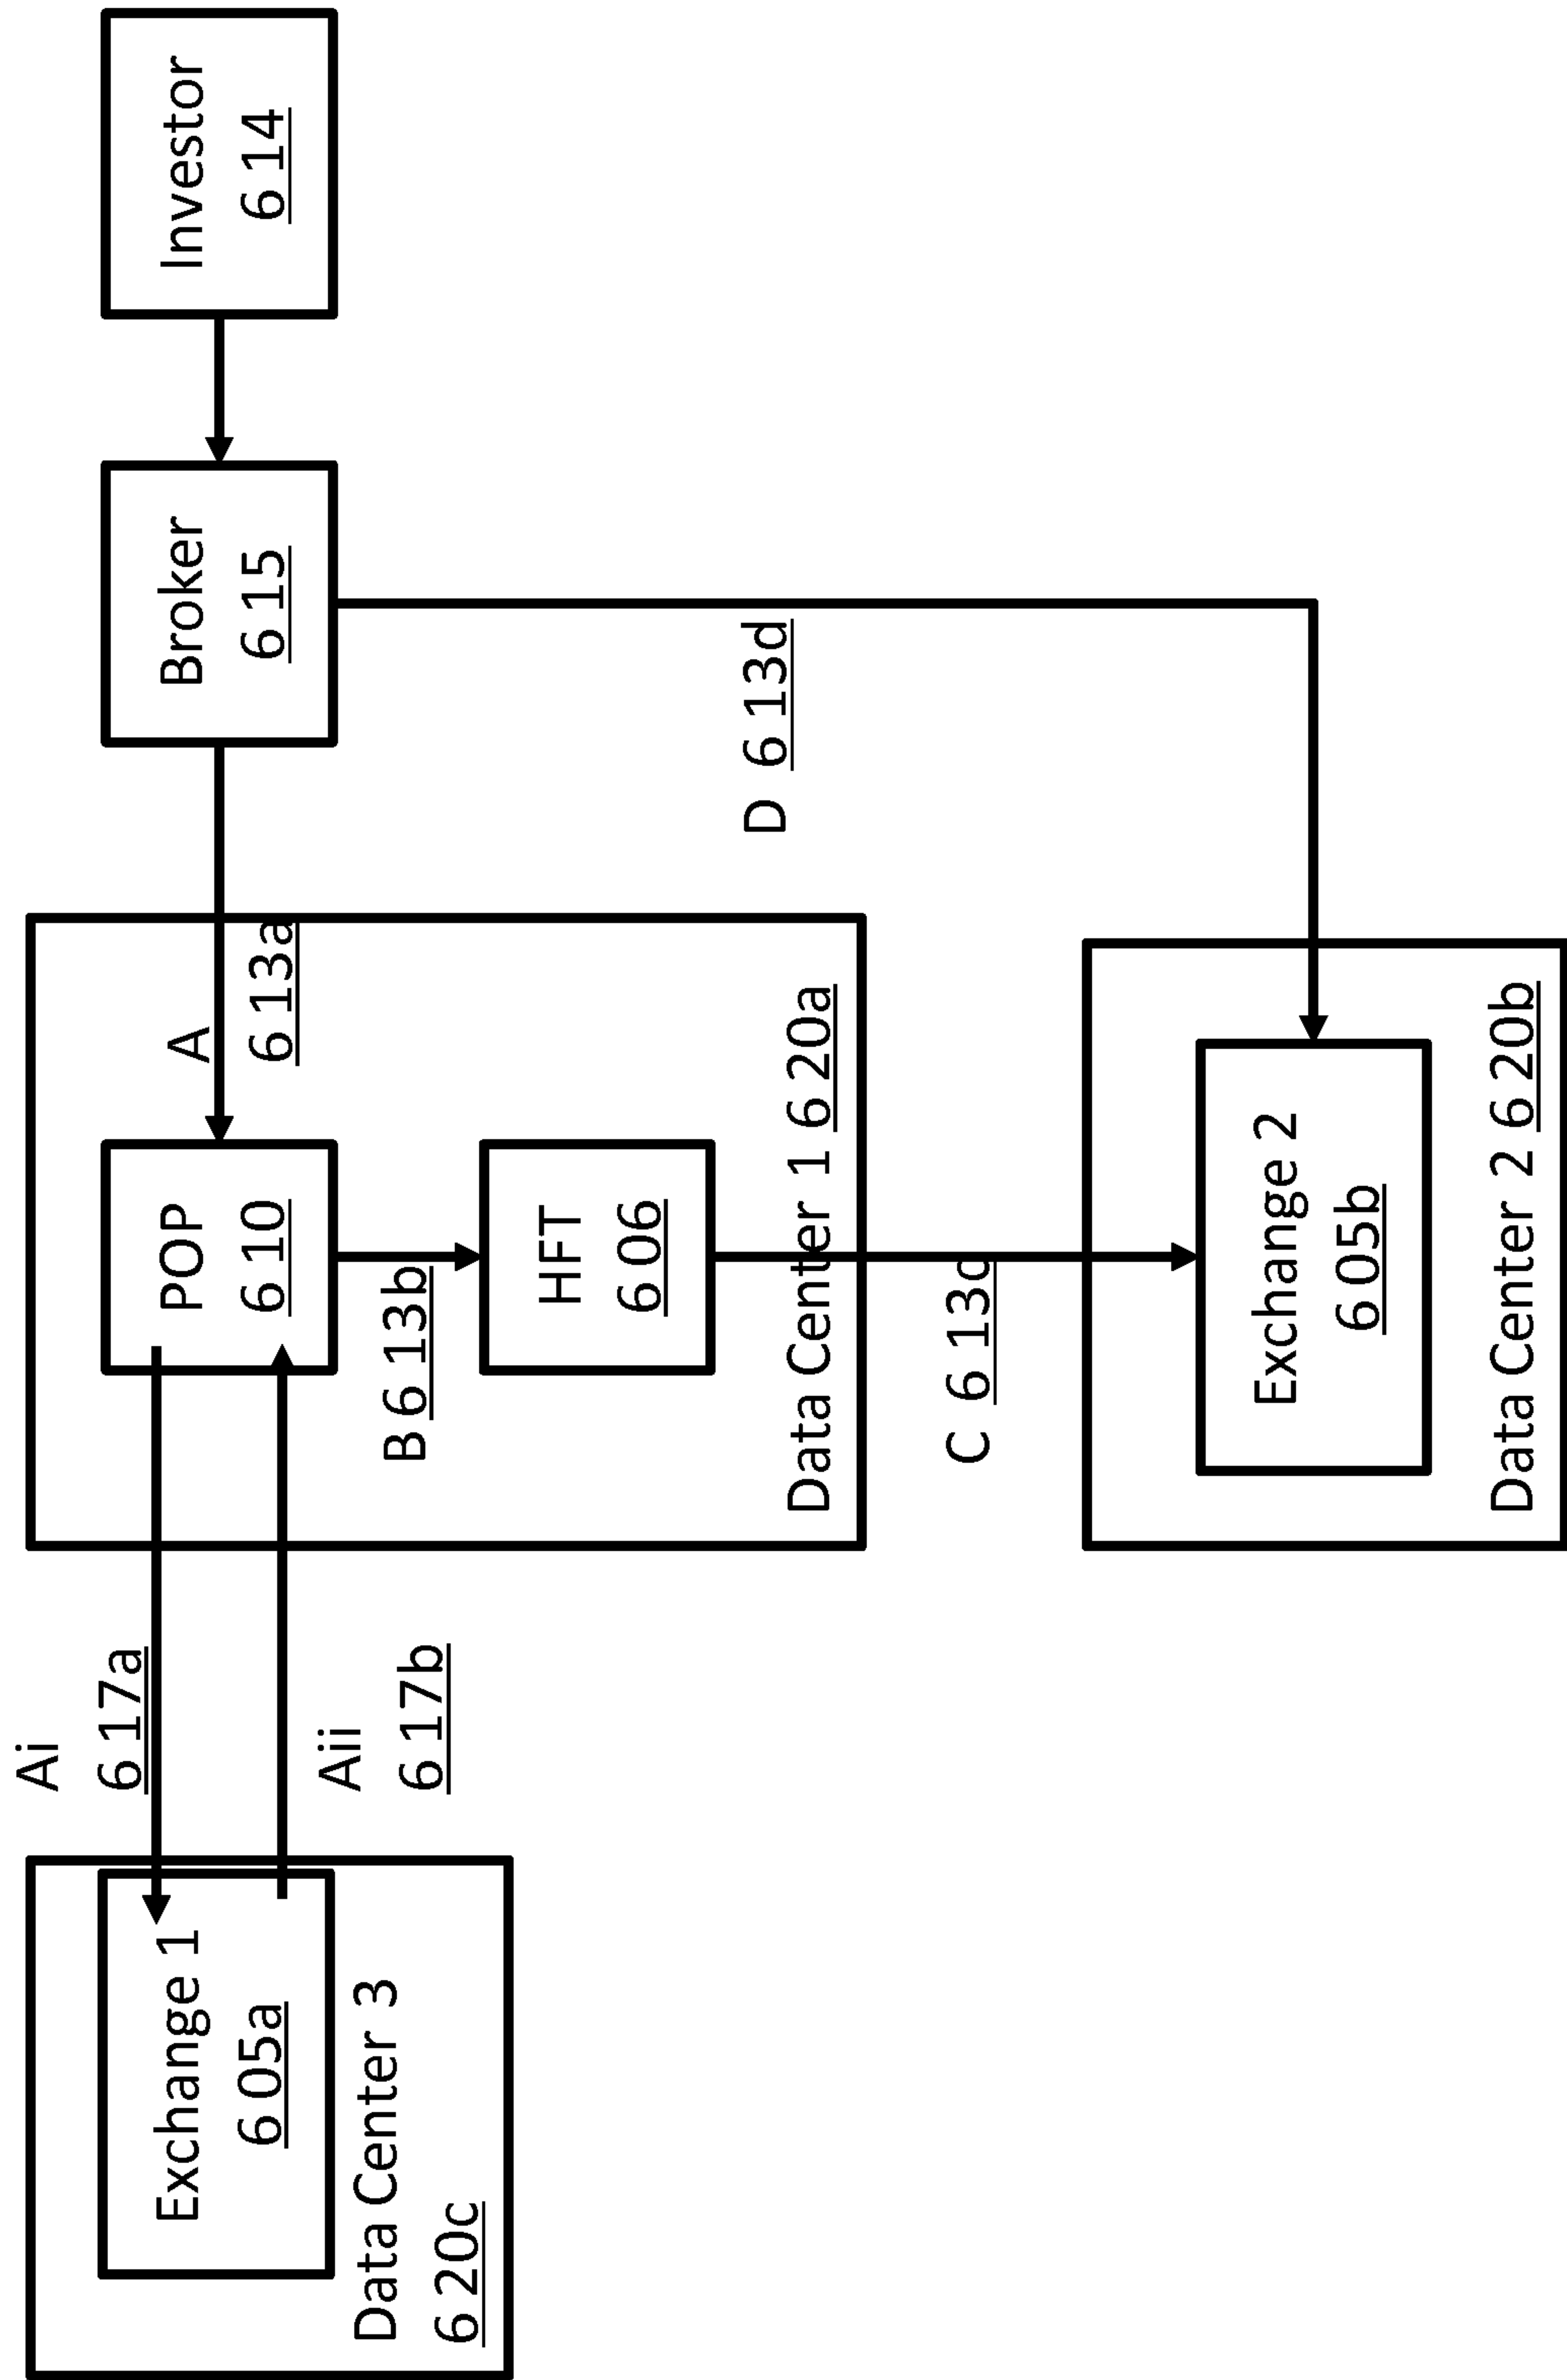 Exchange 1
605a
Data Center 3
620c
Ai
617a
Aii
617b
POP
610
A
613a
B 613b
HFT
606
Data Center 1 620a
Broker
615
Investor
614
D 613d
C 613c
Exchange 2
605b
Data Center 2 620b